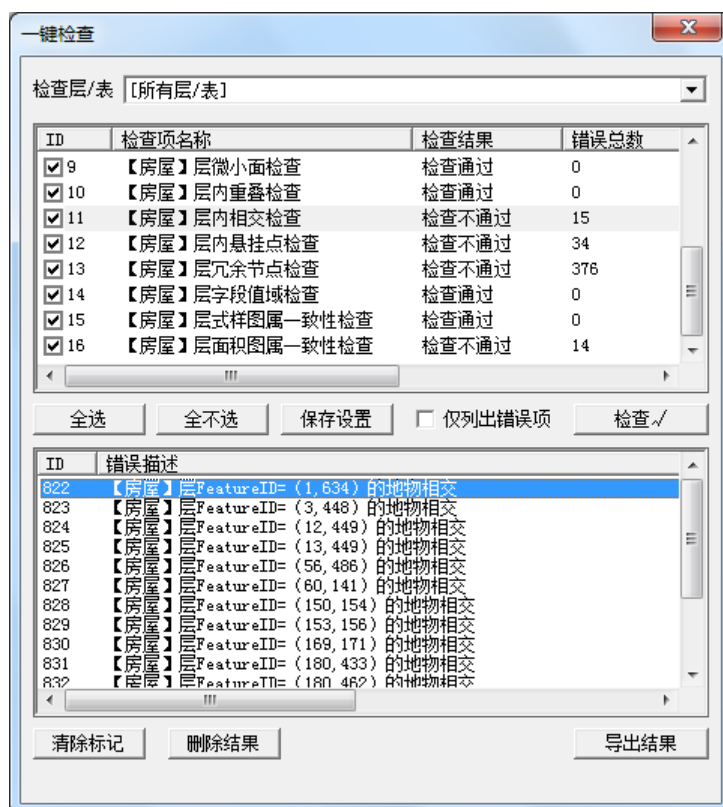 一键检查
检查层/表 [所有层/表]
ID 检查项名称 检查结果 错误总数
9 【房屋】层微小面检查 检查通过 0
10 【房屋】层内重叠检查 检查通过 0
11 【房屋】层内相交检查 检查不通过 15
12 【房屋】层内悬挂点检查 检查不通过 34
13 【房屋】层冗余节点检查 检查不通过 376
14 【房屋】层字段值域检查 检查通过 0
15 【房屋】层式样图属一致性检查 检查通过 0
16 【房屋】层面积图属一致性检查 检查不通过 14
全选 全不选 保存设置 仅列出错误项 检查√
ID 错误描述
822 【房屋】层FeatureID= (1,634) 的地物相交
823 【房屋】层FeatureID= (3,448) 的地物相交
824 【房屋】层FeatureID= (12,449) 的地物相交
825 【房屋】层FeatureID= (13,449) 的地物相交
826 【房屋】层FeatureID= (56,486) 的地物相交
827 【房屋】层FeatureID= (60,141) 的地物相交
828 【房屋】层FeatureID= (150,154) 的地物相交
829 【房屋】层FeatureID= (153,156) 的地物相交
830 【房屋】层FeatureID= (169,171) 的地物相交
831 【房屋】层FeatureID= (180,433) 的地物相交
832 【房屋】层FeatureID= (180,462) 的地物相交
清除标记 删除结果 导出结果